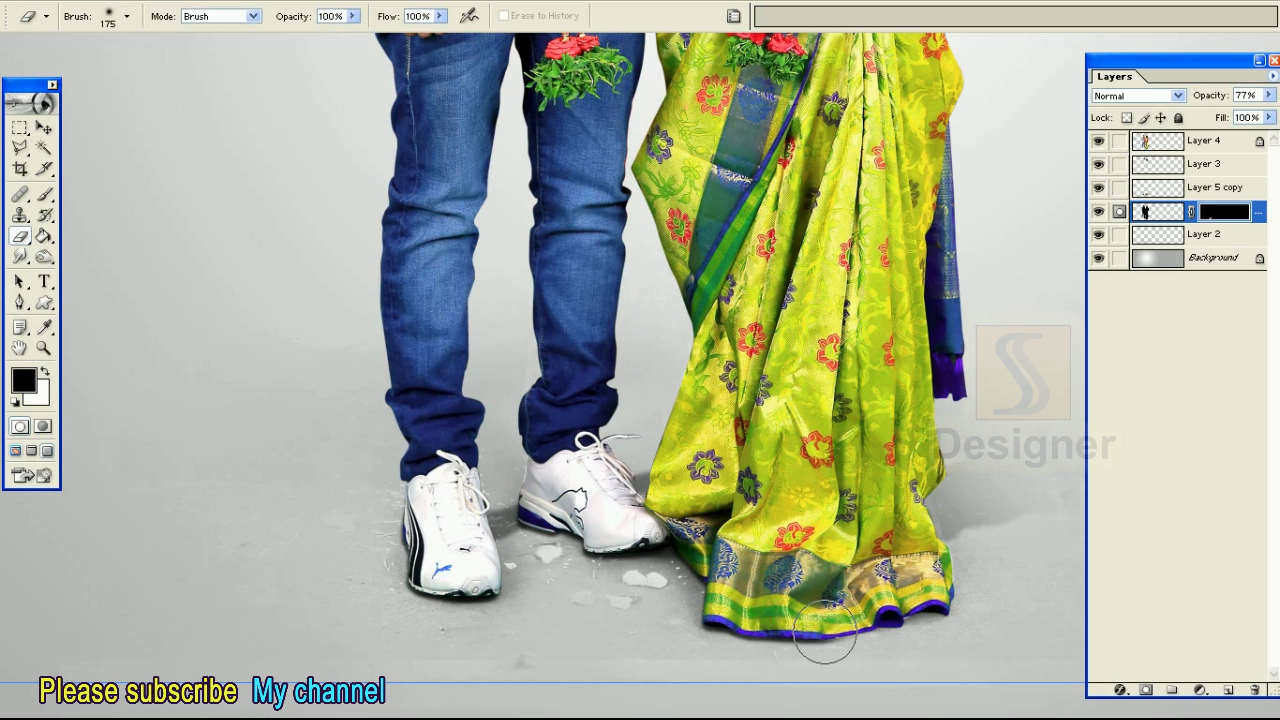 Brush: 175 Mode: Brush Opacity: 100% Flow: 100% Erase to History
Layers
Normal Opacity: 77%
Lock: Fill: 100%
Layer 4
Layer 3
Layer 5 copy
...
Layer 2
Background
T
S
Designer
Please subscribe My channel